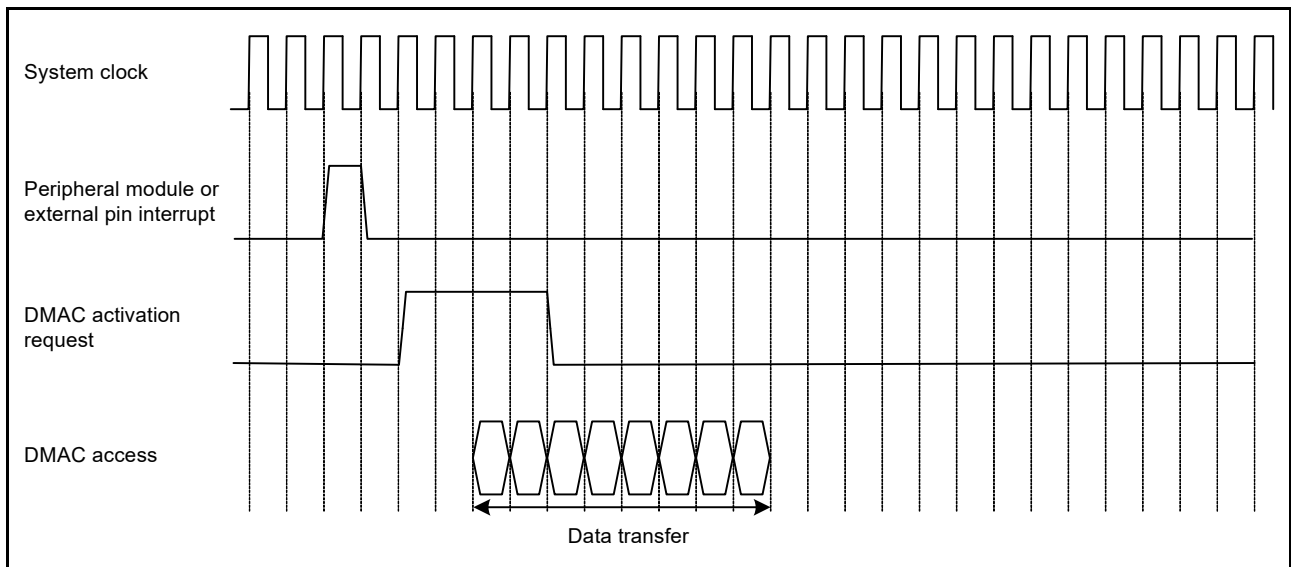 System clock
Peripheral module or
external pin interrupt
DMAC activation
request
DMAC access
Data transfer